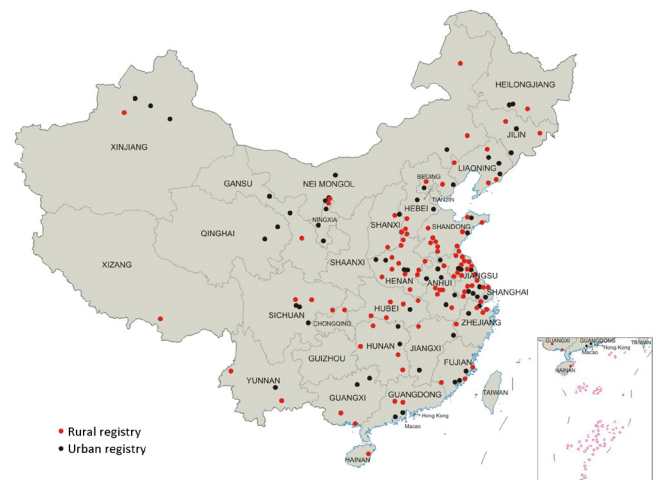 HEILONGJIANG
JILIN
XINJIANG
LIAONING
GANSU
NEI MONGOL
BEIJING
TIANJIN
HEBEI
NINGXIA
QINGHAI
SHANXI
SHANDONG
XIZANG
SHAANXI
HENAN
ANHUI
JIANGSU
SHANGHAI
SICHUAN
HUBEI
CHONGQING
ZHEJIANG
HUNAN
JIANGXI
GUIZHOU
FUJIAN
YUNNAN
GUANGXI
GUANGDONG
TAIWAN
Hong Kong
Macao
HAINAN
Rural registry
Urban registry
GUANGXI
GUANGDONG
TAIWAN
Hong Kong
Macao
HAINAN